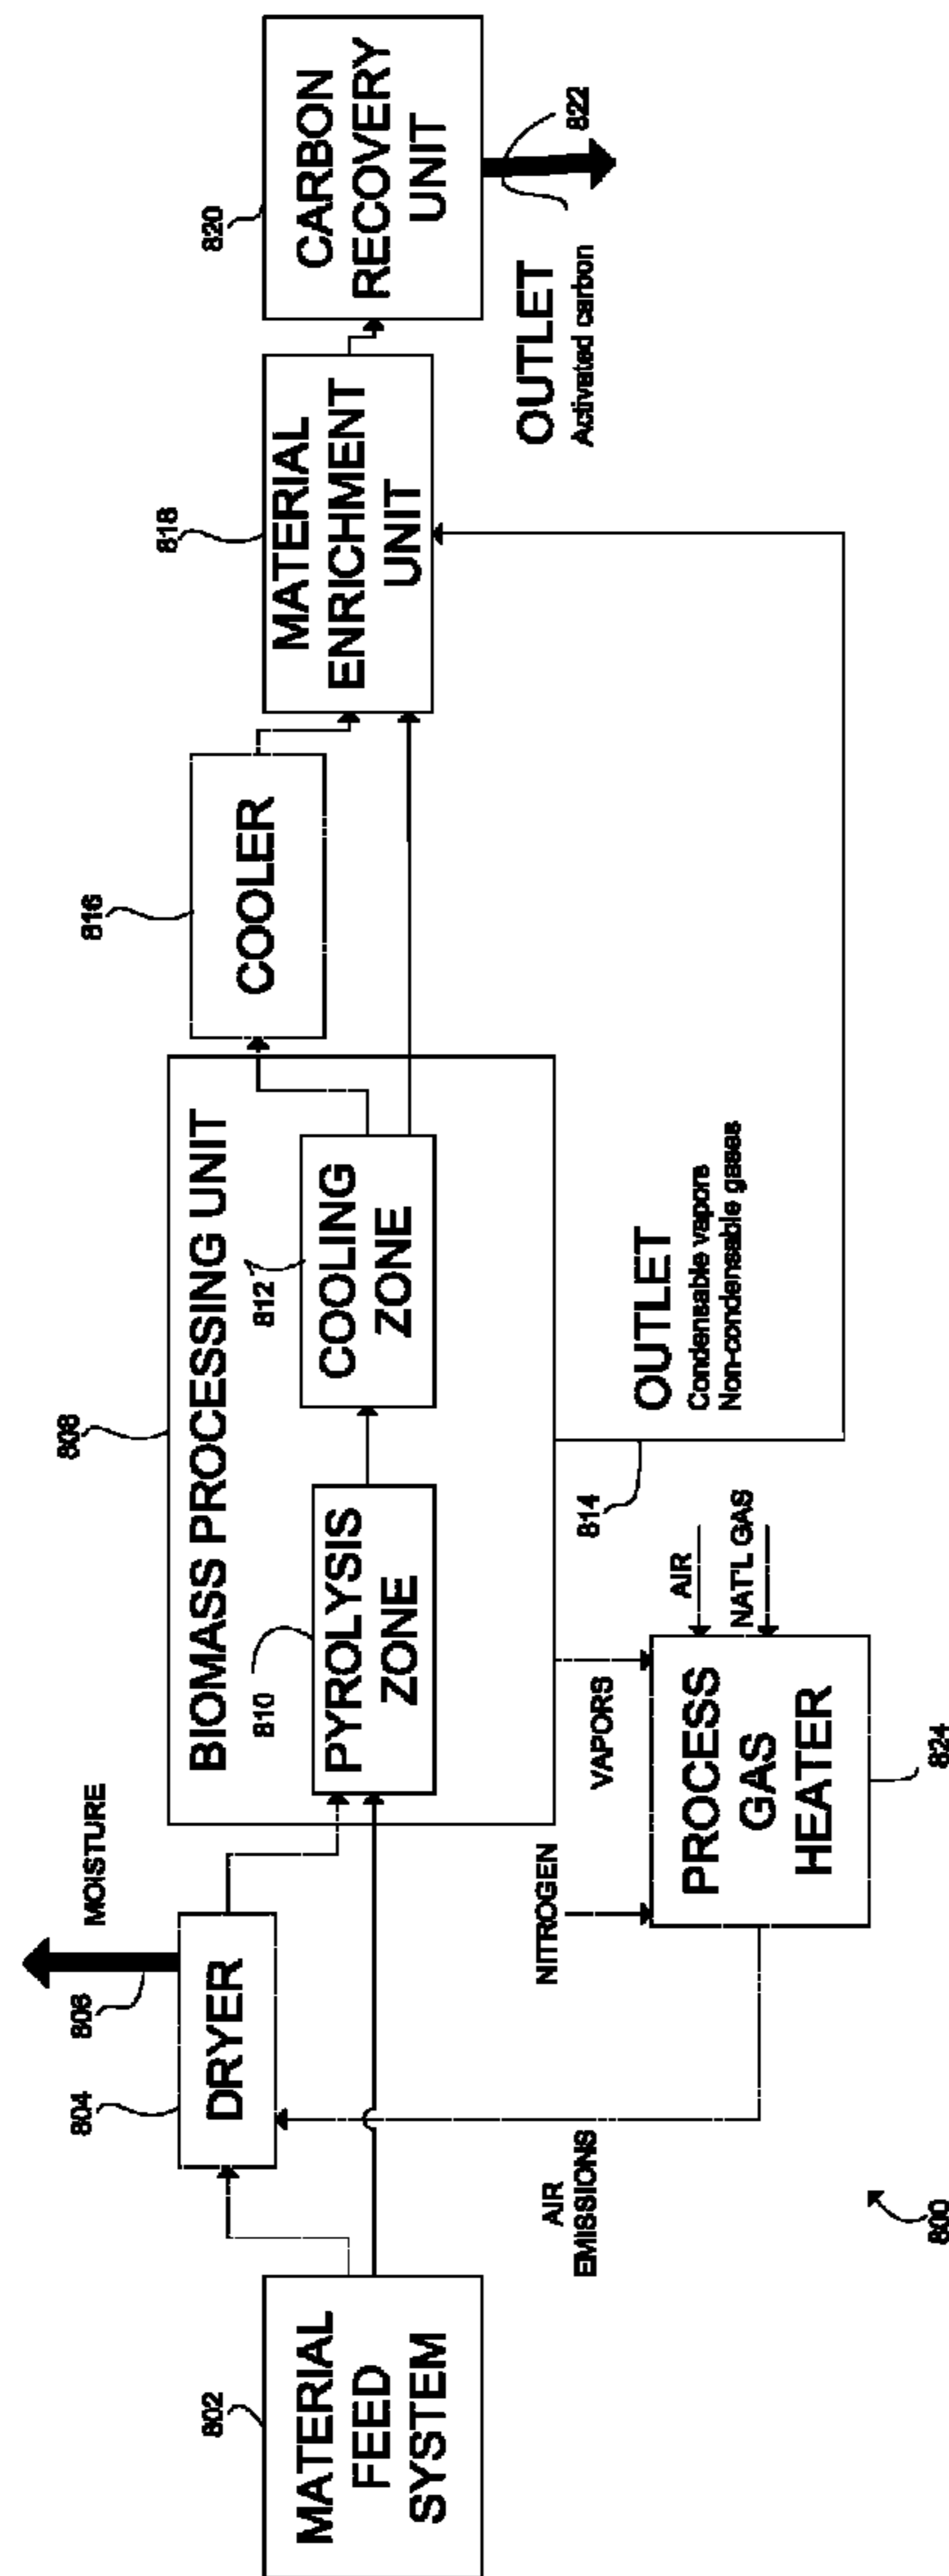 MATERIAL
FEED
SYSTEM
802
DRYER
804
806
MOISTURE
AIR
EMISSIONS
800
BIOMASS PROCESSING UNIT
808
PYROLYSIS
ZONE
810
COOLING
ZONE
812
NITROGEN
VAPORS
PROCESS
GAS
HEATER
824
AIR
NAT'L GAS
814
OUTLET
Condensable vapors
Non-condensable gases
COOLER
816
MATERIAL
ENRICHMENT
UNIT
818
CARBON
RECOVERY
UNIT
820
OUTLET
Activated carbon
822